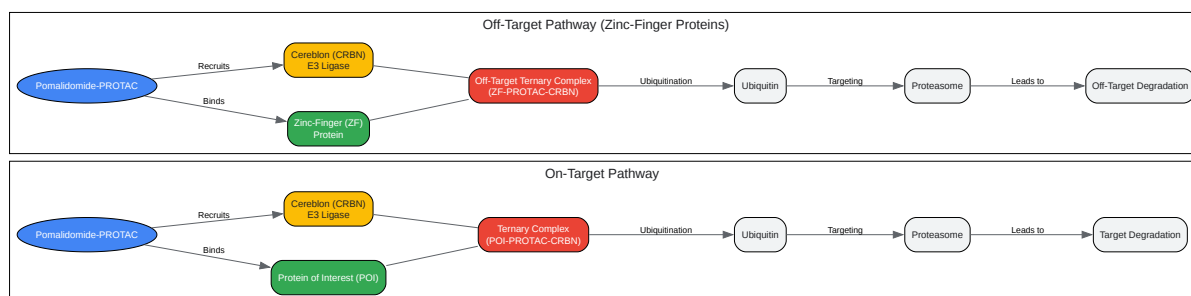 Off-Target Pathway (Zinc-Finger Proteins)
Pomalidomide-PROTAC
Recruits
Binds
Cereblon (CRBN)
E3 Ligase
Zinc-Finger (ZF)
Protein
Off-Target Ternary Complex
(ZF-PROTAC-CRBN)
Ubiquitination
Ubiquitin
Targeting
Proteasome
Leads to
Off-Target Degradation
On-Target Pathway
Pomalidomide-PROTAC
Recruits
Binds
Cereblon (CRBN)
E3 Ligase
Protein of Interest (POI)
Ternary Complex
(POI-PROTAC-CRBN)
Ubiquitination
Ubiquitin
Targeting
Proteasome
Leads to
Target Degradation